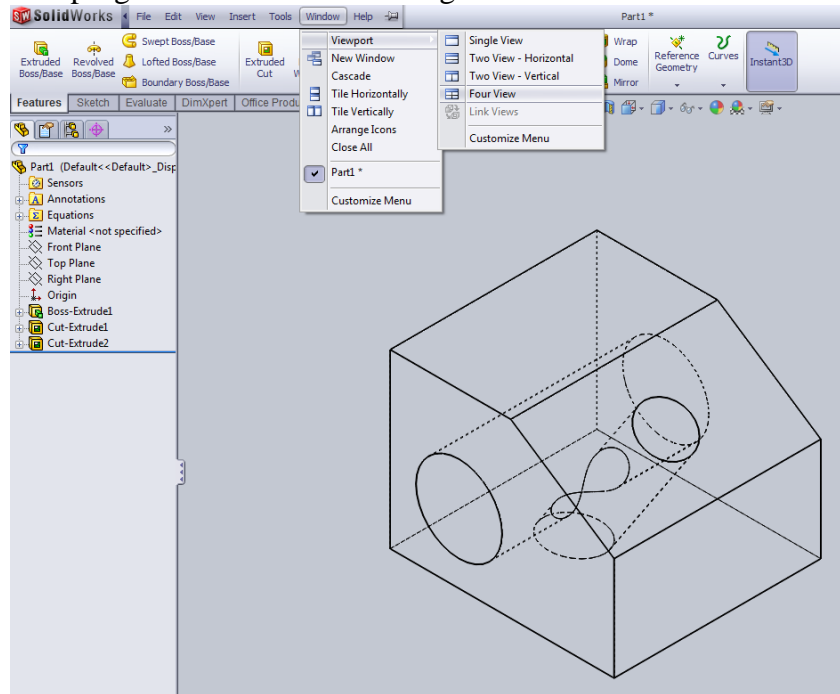 SolidWorks File Edit View Insert Tools Window Help Part1 *
Extruded Boss/Base
Revolved Boss/Base
Swept Boss/Base
Lofted Boss/Base
Boundary Boss/Base
Extruded Cut
Wrap
Dome
Mirror
Reference Geometry
Curves
Instant3D
Features Sketch Evaluate DimXpert Office Produ
Viewport
New Window
Cascade
Tile Horizontally
Tile Vertically
Arrange Icons
Close All
Part1 *
Customize Menu
Single View
Two View - Horizontal
Two View - Vertical
Four View
Link Views
Customize Menu
Part1 (Default<<Default>_Disp
Sensors
Annotations
Equations
Material <not specified>
Front Plane
Top Plane
Right Plane
Origin
Boss-Extrude1
Cut-Extrude1
Cut-Extrude2